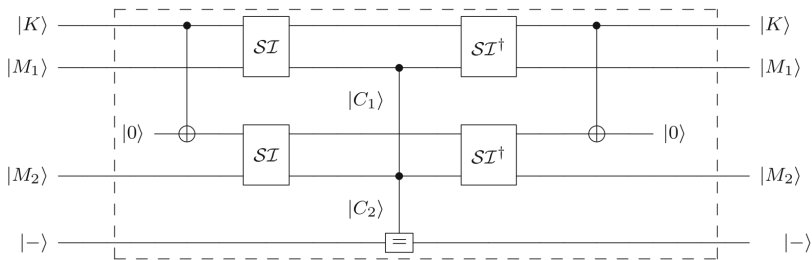 |K⟩ |K⟩
𝒮ℐ 𝒮ℐ†
|M₁⟩ |M₁⟩
|C₁⟩
|0⟩ |0⟩
𝒮ℐ 𝒮ℐ†
|M₂⟩ |M₂⟩
|C₂⟩
|−⟩ = |−⟩